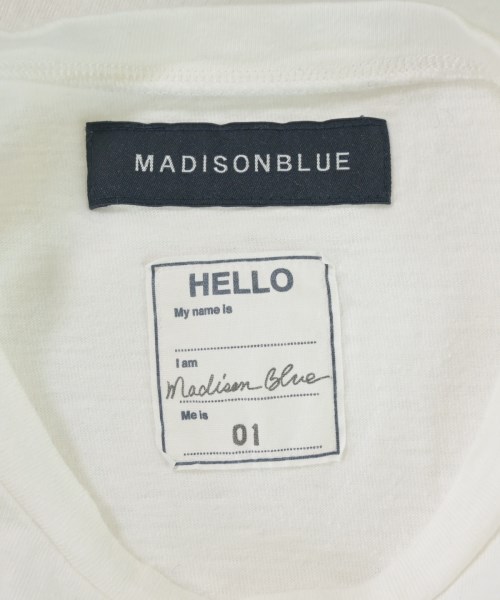 MADISONBLUE
HELLO
My name is
I am
Madison Blue
Me is
01